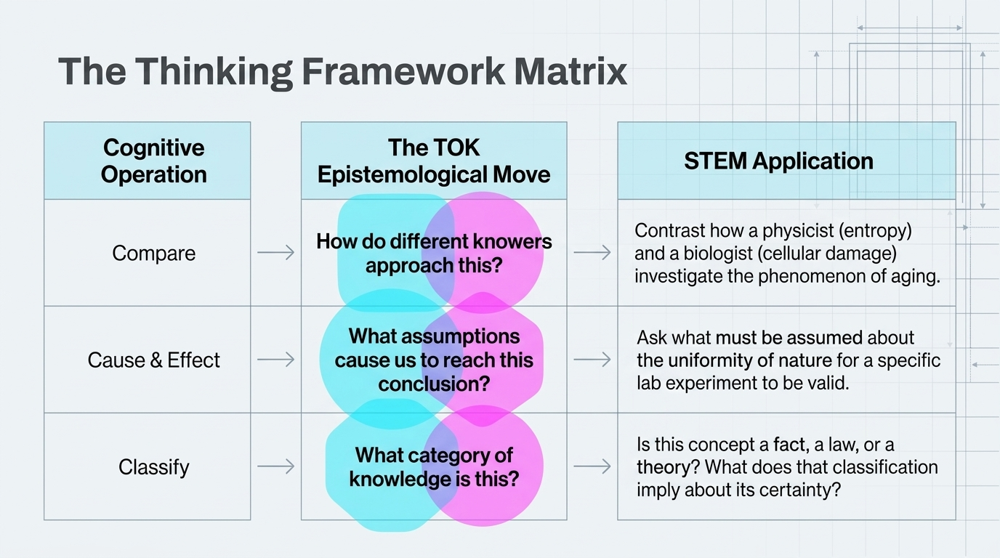 The Thinking Framework Matrix
Cognitive
Operation
The TOK
Epistemological Move
STEM Application
Compare
How do different knowers
approach this?
Contrast how a physicist (entropy)
and a biologist (cellular damage)
investigate the phenomenon of aging.
Cause & Effect
What assumptions
cause us to reach this
conclusion?
Ask what must be assumed about
the uniformity of nature for a specific
lab experiment to be valid.
Classify
What category of
knowledge is this?
Is this concept a fact, a law, or a
theory? What does that classification
imply about its certainty?